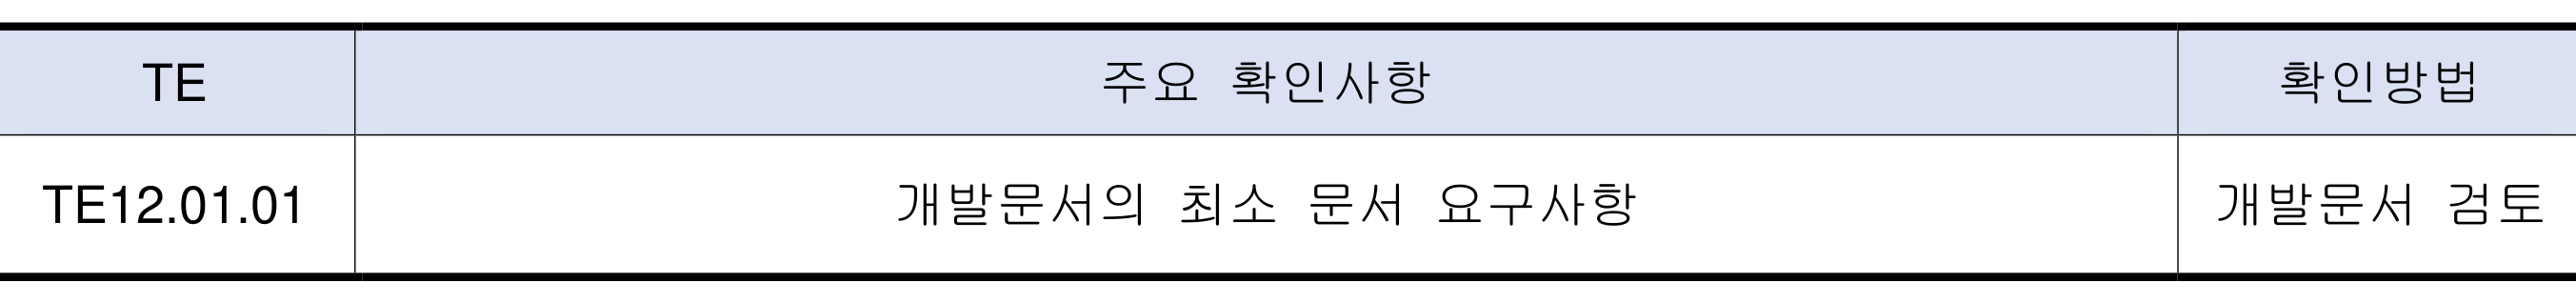 TE 주요 확인사항 확인방법
TE12.01.01 개발문서의 최소 문서 요구사항 개발문서 검토